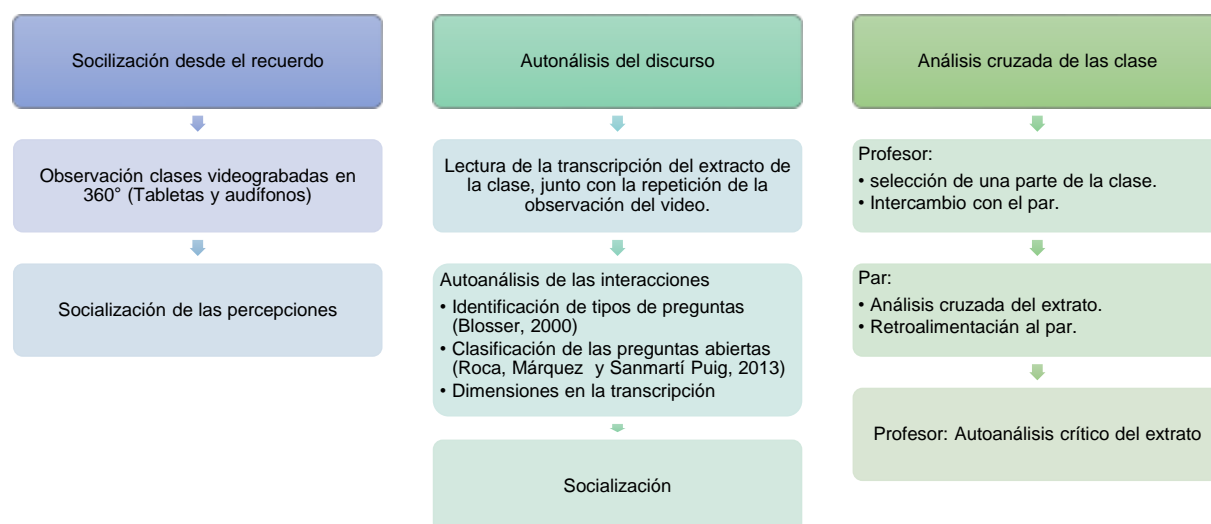 Socilización desde el recuerdo
Observación clases videograbadas en
360° (Tabletas y audífonos)
Socialización de las percepciones
Autonálisis del discurso
Lectura de la transcripción del extracto de
la clase, junto con la repetición de la
observación del video.
Autoanálisis de las interacciones
• Identificación de tipos de preguntas
(Blosser, 2000)
• Clasificación de las preguntas abiertas
(Roca, Márquez y Sanmartí Puig, 2013)
• Dimensiones en la transcripción
Socialización
Análisis cruzada de las clase
Profesor:
• selección de una parte de la clase.
• Intercambio con el par.
Par:
• Análisis cruzada del extrato.
• Retroalimentacián al par.
Profesor: Autoanálisis crítico del extrato